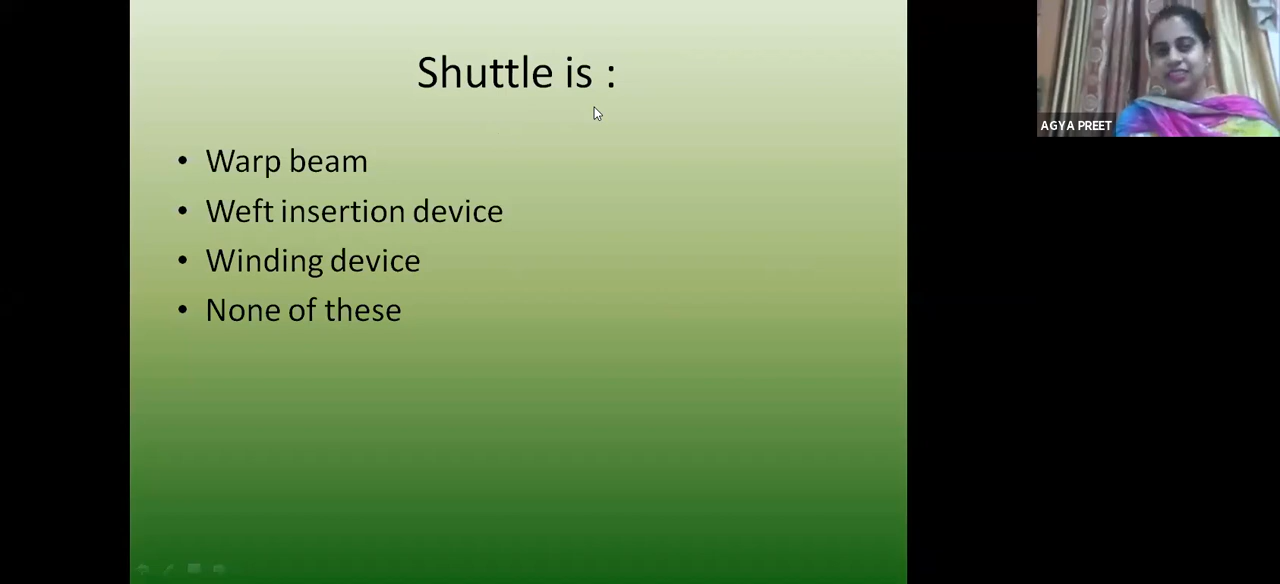 Shuttle is :
• Warp beam
• Weft insertion device
• Winding device
• None of these
AGYA PREET